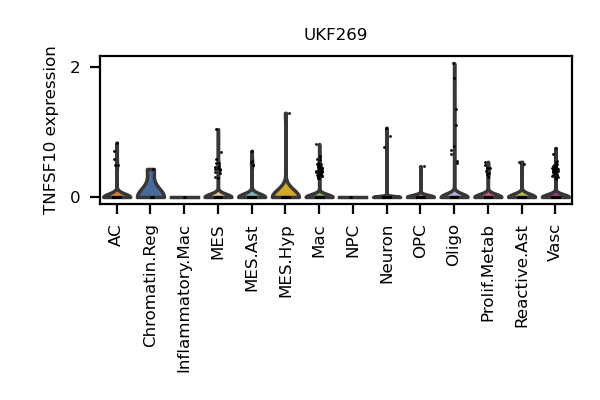 UKF269
TNFSF10 expression
2
0
AC
Chromatin.Reg
Inflammatory.Mac
MES
MES.Ast
MES.Hyp
Mac
NPC
Neuron
OPC
Oligo
Prolif.Metab
Reactive.Ast
Vasc